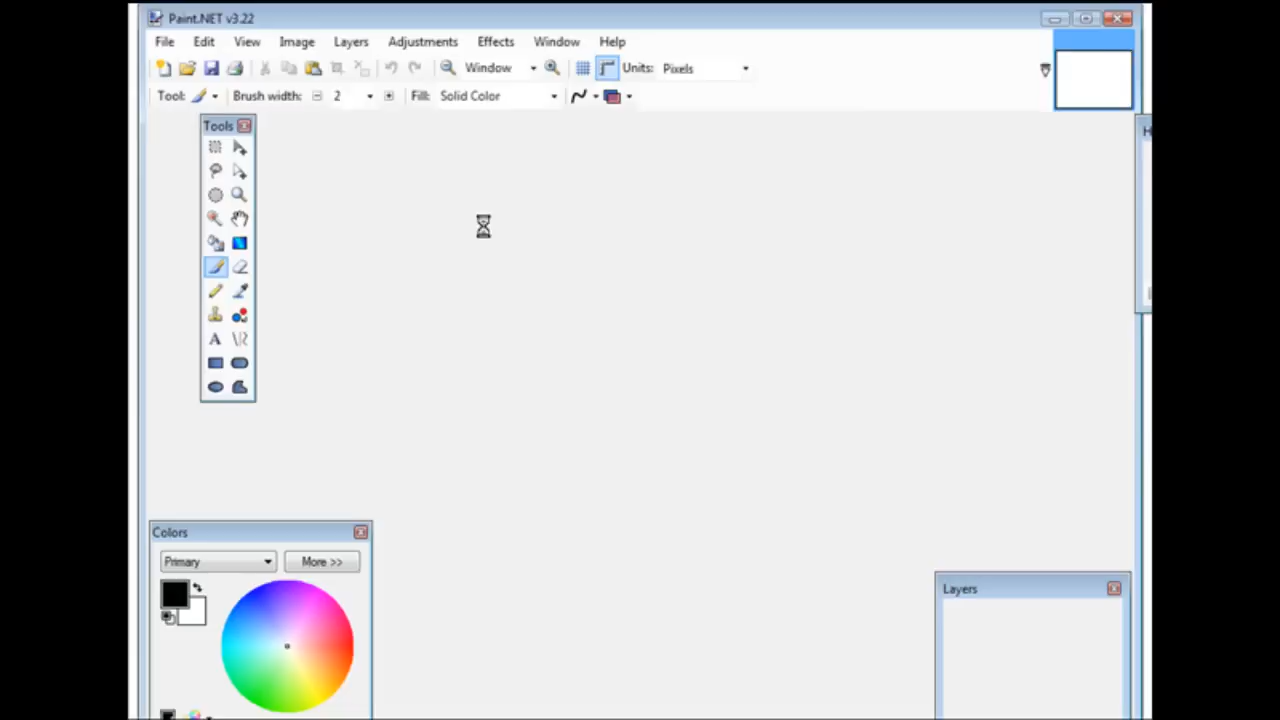 Paint.NET v3.22
File Edit View Image Layers Adjustments Effects Window Help
Window Units: Pixels
Tool: Brush width: 2 Fill: Solid Color
Tools
H
Colors
Primary More >>
Layers